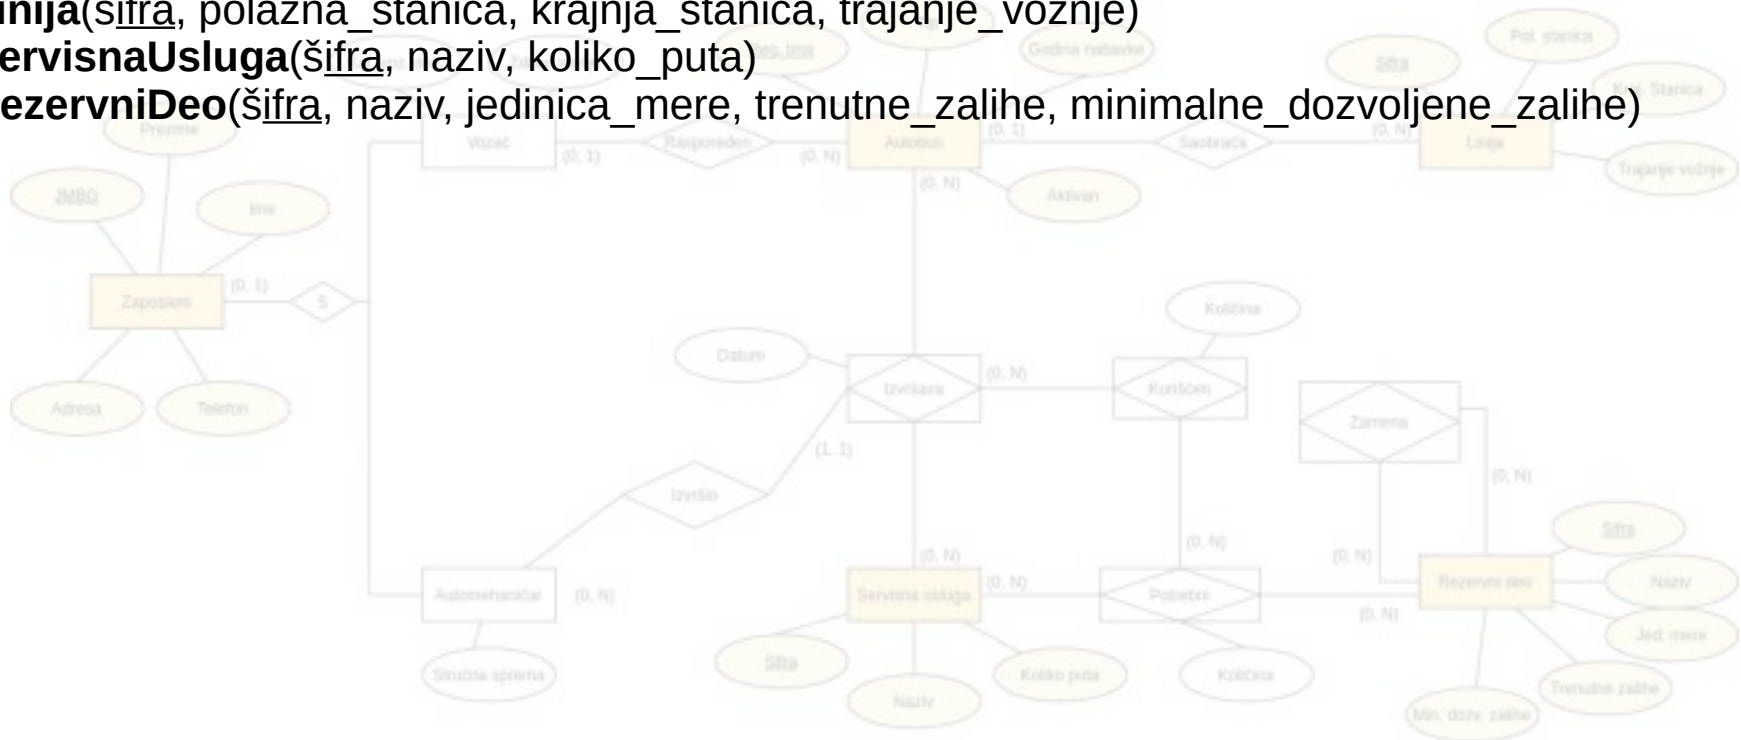 inija(šifra, polazna_stanica, krajnja_stanica, trajanje_vožnje)
ervisnaUsluga(šifra, naziv, koliko_puta)
ezervniDeo(šifra, naziv, jedinica_mere, trenutne_zalihe, minimalne_dozvoljene_zalihe)
Reg. broj
Godina nabavke
Šifra
Pol. stanica
Kraj. Stanica
Prezime
Vozač
(0, 1)
Raspoređen
(0, N)
Autobus
(0, 1)
Saobraća
(0, N)
Linija
Trajanje vožnje
(0, N)
Aktivan
JMBG
Ime
Zaposleni
(0, 1)
S
Količina
Datum
Izvršava
(0, N)
Korišćen
Zamena
Adresa
Telefon
(1, 1)
(0, N)
Izvršio
Šifra
(0, N)
(0, N)
(0, N)
Automehaničar
(0, N)
Servisna usluga
(0, N)
Potrebni
(0, N)
Rezervni deo
Naziv
Jed. mere
Stručna sprema
Šifra
Naziv
Koliko puta
Količina
Trenutne zalihe
Min. dozv. zalihe